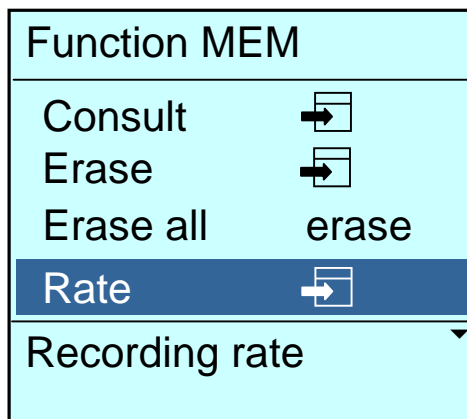 Function MEM
Consult
Erase
Erase all erase
Rate
Recording rate